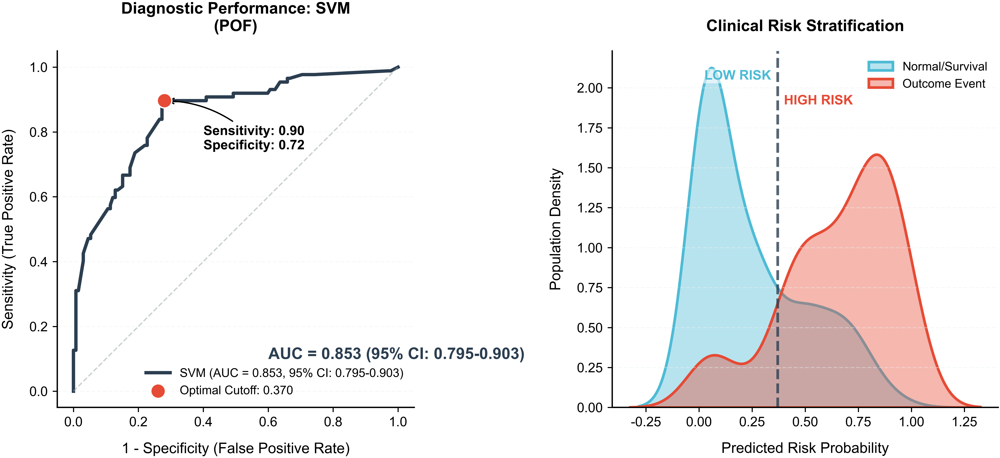 Diagnostic Performance: SVM
(POF)
Sensitivity (True Positive Rate)
1.0
0.8
0.6
0.4
0.2
0.0
Sensitivity: 0.90
Specificity: 0.72
AUC = 0.853 (95% CI: 0.795-0.903)
SVM (AUC = 0.853, 95% CI: 0.795-0.903)
Optimal Cutoff: 0.370
0.0 0.2 0.4 0.6 0.8 1.0
1 - Specificity (False Positive Rate)
Clinical Risk Stratification
Population Density
2.00
1.75
1.50
1.25
1.00
0.75
0.50
0.25
0.00
LOW RISK
HIGH RISK
Normal/Survival
Outcome Event
-0.25 0.00 0.25 0.50 0.75 1.00 1.25
Predicted Risk Probability